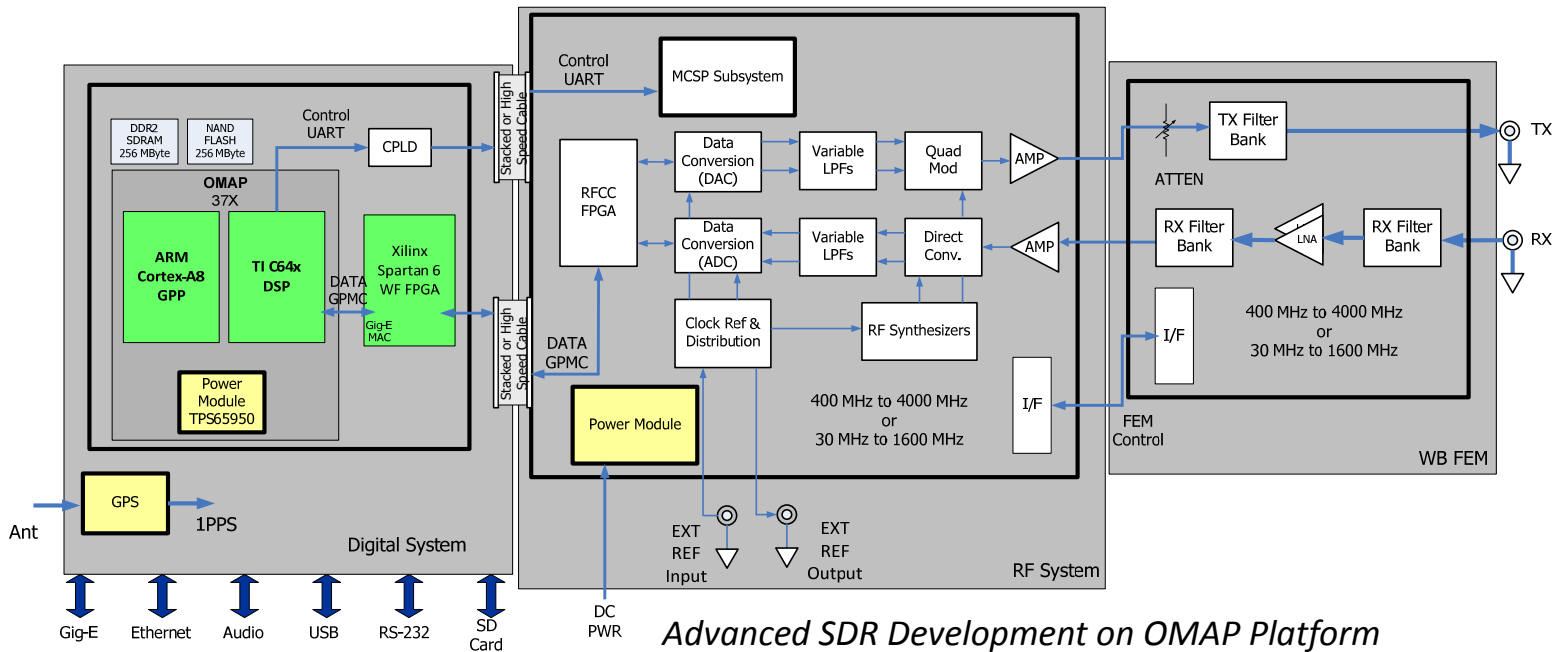 DDR2
SDRAM
256 MByte
NAND
FLASH
256 MByte
Control
UART
CPLD
OMAP
37X
ARM
Cortex-A8
GPP
TI C64x
DSP
DATA
GPMC
Xilinx
Spartan 6
WF FPGA
Gig-E
MAC
Power
Module
TPS65950
GPS
Ant
1PPS
Digital System
Gig-E
Ethernet
Audio
USB
RS-232
SD
Card
Stacked or High
Speed Cable
Stacked or High
Speed Cable
Control
UART
MCSP Subsystem
RFCC
FPGA
Data
Conversion
(DAC)
Variable
LPFs
Quad
Mod
AMP
Data
Conversion
(ADC)
Variable
LPFs
Direct
Conv.
AMP
Clock Ref &
Distribution
RF Synthesizers
DATA
GPMC
Power Module
400 MHz to 4000 MHz
or
30 MHz to 1600 MHz
I/F
EXT
REF
Input
EXT
REF
Output
RF System
DC
PWR
ATTEN
TX Filter
Bank
TX
RX Filter
Bank
LNA
RX Filter
Bank
RX
I/F
400 MHz to 4000 MHz
or
30 MHz to 1600 MHz
FEM
Control
WB FEM
Advanced SDR Development on OMAP Platform